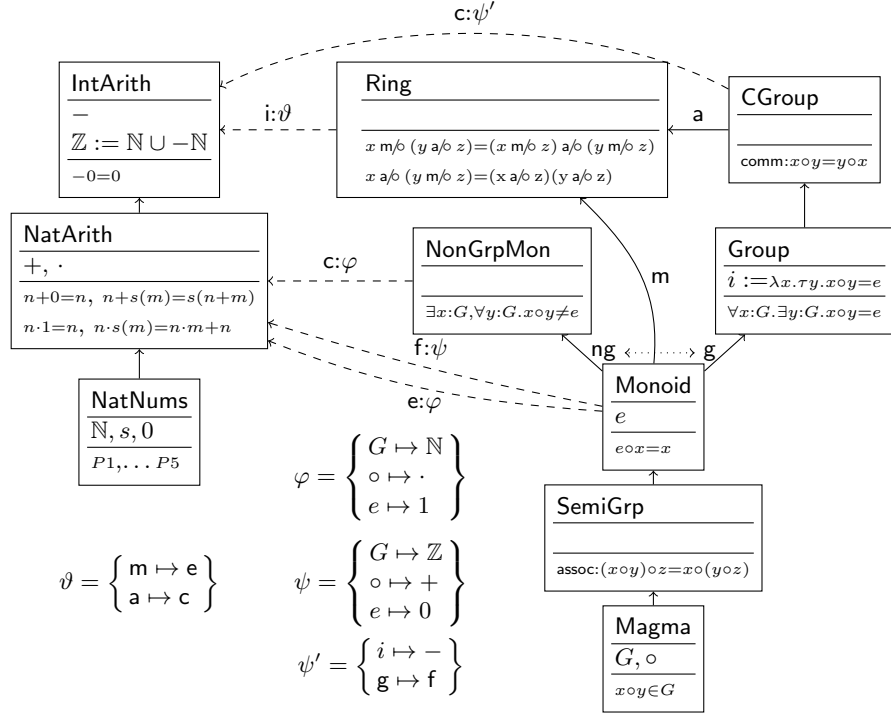 c:ψ′
IntArith
−
ℤ := ℕ ∪ −ℕ
−0=0
i:ϑ
Ring
x m/∘ (y a/∘ z)=(x m/∘ z) a/∘ (y m/∘ z)
x a/∘ (y m/∘ z)=(x a/∘ z)(y a/∘ z)
a
CGroup
comm:x∘y=y∘x
NatArith
+, ·
n+0=n, n+s(m)=s(n+m)
n·1=n, n·s(m)=n·m+n
c:φ
NonGrpMon
∃x:G,∀y:G.x∘y≠e
m
Group
i :=λx.τy.x∘y=e
∀x:G.∃y:G.x∘y=e
f:ψ
ng
g
e:φ
NatNums
ℕ, s, 0
P1,...P5
Monoid
e
e∘x=x
φ = { G ↦ ℕ
∘ ↦ ·
e ↦ 1 }
SemiGrp
assoc:(x∘y)∘z=x∘(y∘z)
ϑ = { m ↦ e
a ↦ c }
ψ = { G ↦ ℤ
∘ ↦ +
e ↦ 0 }
Magma
G, ∘
x∘y∈G
ψ′ = { i ↦ −
g ↦ f }